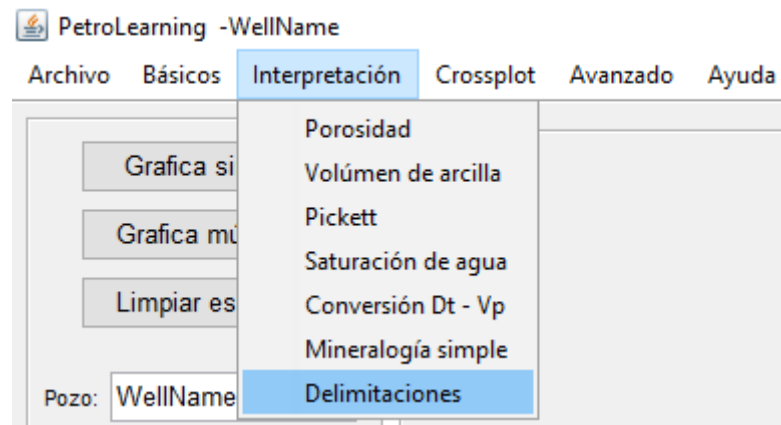 PetroLearning -WellName
Archivo Básicos Interpretación Crossplot Avanzado Ayuda
Porosidad
Grafica si
Volúmen de arcilla
Grafica mú
Pickett
Saturación de agua
Limpiar es
Conversión Dt - Vp
Mineralogía simple
Pozo: WellName
Delimitaciones